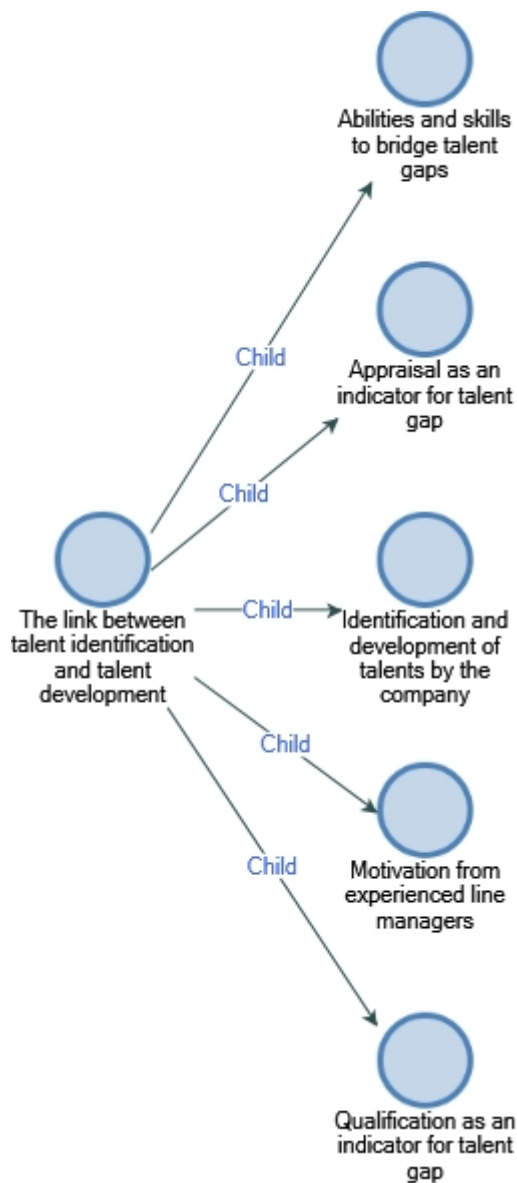 Abilities and skills
to bridge talent
gaps
Child
Appraisal as an
indicator for talent
gap
Child
The link between
talent identification
and talent
development
Child
Identification and
development of
talents by the
company
Child
Motivation from
experienced line
managers
Child
Qualification as an
indicator for talent
gap